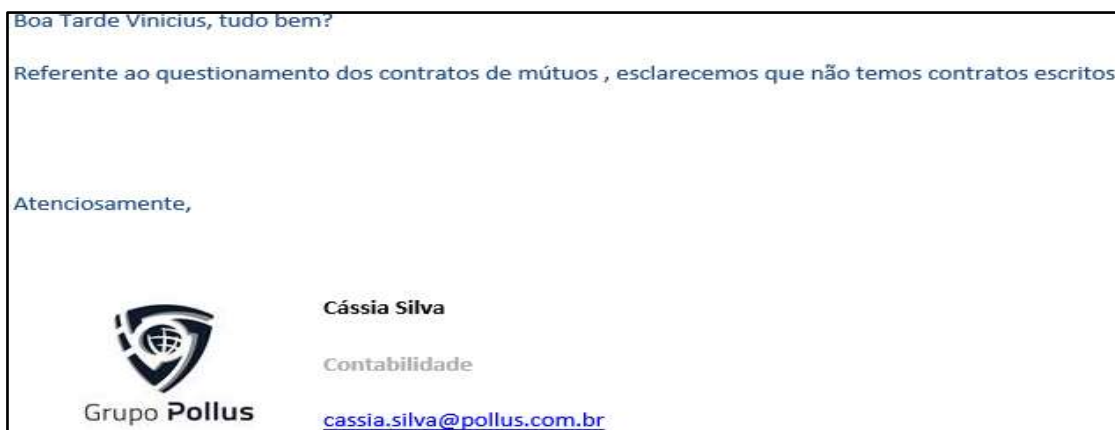 Boa Tarde Vinicius, tudo bem?
Referente ao questionamento dos contratos de mútuos , esclarecemos que não temos contratos escritos
Atenciosamente,
Cássia Silva
Contabilidade
Grupo Pollus
cassia.silva@pollus.com.br